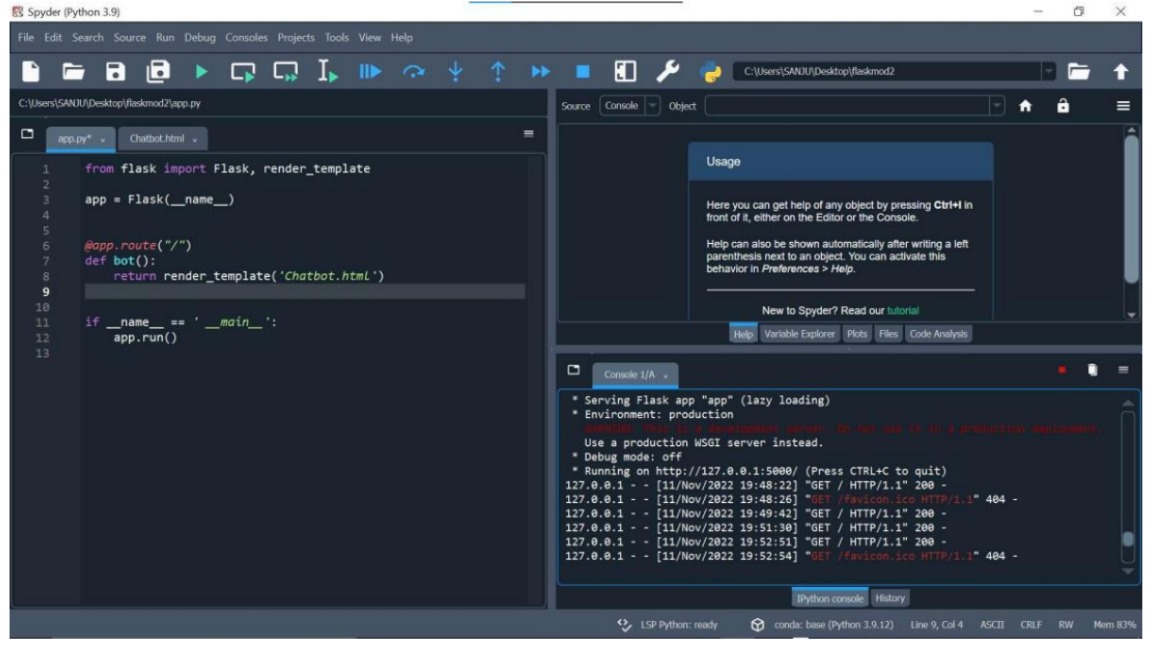 Spyder (Python 3.9)
File Edit Search Source Run Debug Consoles Projects Tools View Help
C:\Users\SANJU\Desktop\flaskmod2
C:\Users\SANJU\Desktop\flaskmod2\app.py
app.py*
Chatbot.html
1 from flask import Flask, render_template
2
3 app = Flask(__name__)
4
5
6 @app.route("/")
7 def bot():
8 return render_template('Chatbot.html')
9
10
11 if __name__ == ' __main__':
12 app.run()
13
Source Console Object
Usage
Here you can get help of any object by pressing Ctrl+I in
front of it, either on the Editor or the Console.
Help can also be shown automatically after writing a left
parenthesis next to an object. You can activate this
behavior in Preferences > Help.
New to Spyder? Read our tutorial
Help Variable Explorer Plots Files Code Analysis
Console 1/A
* Serving Flask app "app" (lazy loading)
* Environment: production
WARNING: This is a development server. Do not use it in a production deployment.
Use a production WSGI server instead.
* Debug mode: off
* Running on http://127.0.0.1:5000/ (Press CTRL+C to quit)
127.0.0.1 - - [11/Nov/2022 19:48:22] "GET / HTTP/1.1" 200 -
127.0.0.1 - - [11/Nov/2022 19:48:26] "GET /favicon.ico HTTP/1.1" 404 -
127.0.0.1 - - [11/Nov/2022 19:49:42] "GET / HTTP/1.1" 200 -
127.0.0.1 - - [11/Nov/2022 19:51:30] "GET / HTTP/1.1" 200 -
127.0.0.1 - - [11/Nov/2022 19:52:51] "GET / HTTP/1.1" 200 -
127.0.0.1 - - [11/Nov/2022 19:52:54] "GET /favicon.ico HTTP/1.1" 404 -
IPython console History
LSP Python: ready conda: base (Python 3.9.12) Line 9, Col 4 ASCII CRLF RW Mem 83%